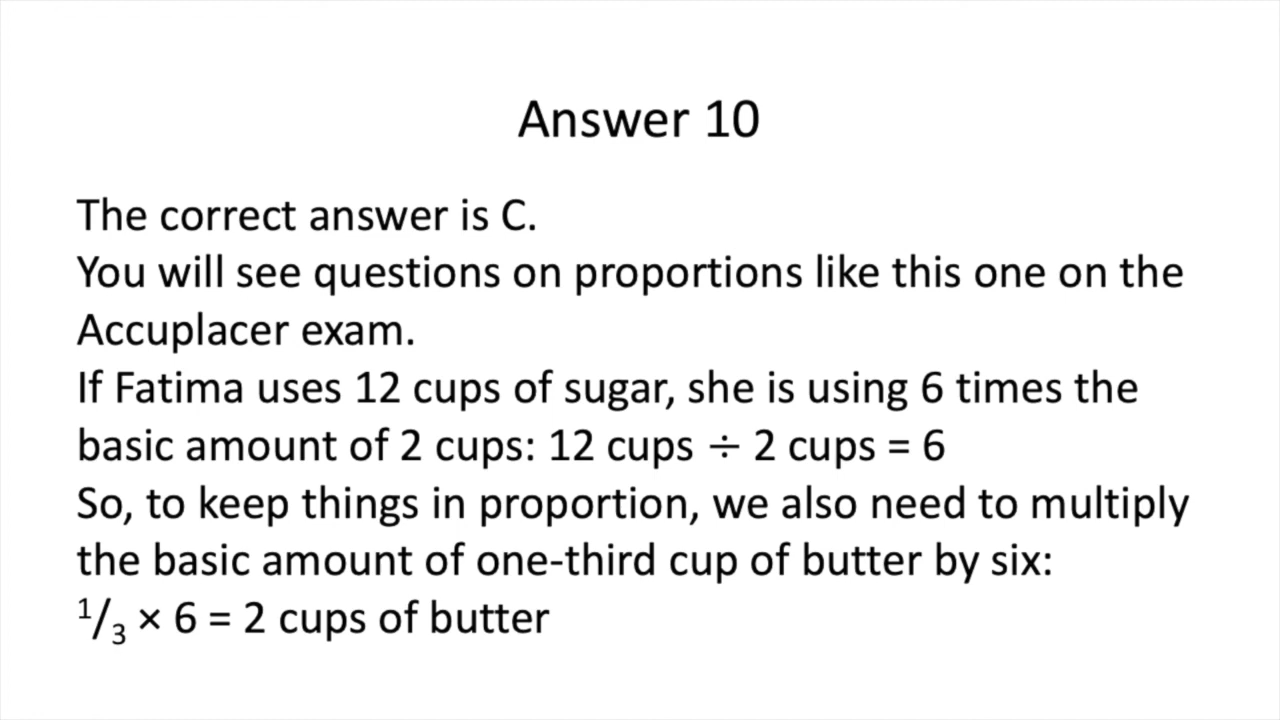 Answer 10
The correct answer is C.
You will see questions on proportions like this one on the
Accuplacer exam.
If Fatima uses 12 cups of sugar, she is using 6 times the
basic amount of 2 cups: 12 cups ÷ 2 cups = 6
So, to keep things in proportion, we also need to multiply
the basic amount of one-third cup of butter by six:
¹/₃ × 6 = 2 cups of butter